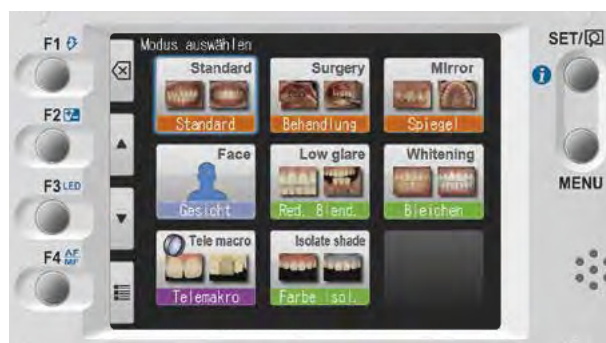 F1
F2
F3 LED
F4 AF MF
SET/
MENU
i
Modus auswählen
Standard
Standard
Surgery
Behandlung
Mirror
Spiegel
Face
Gesicht
Low glare
Red. Blend.
Whitening
Bleichen
Tele macro
Telemakro
Isolate shade
Farbe Isol.